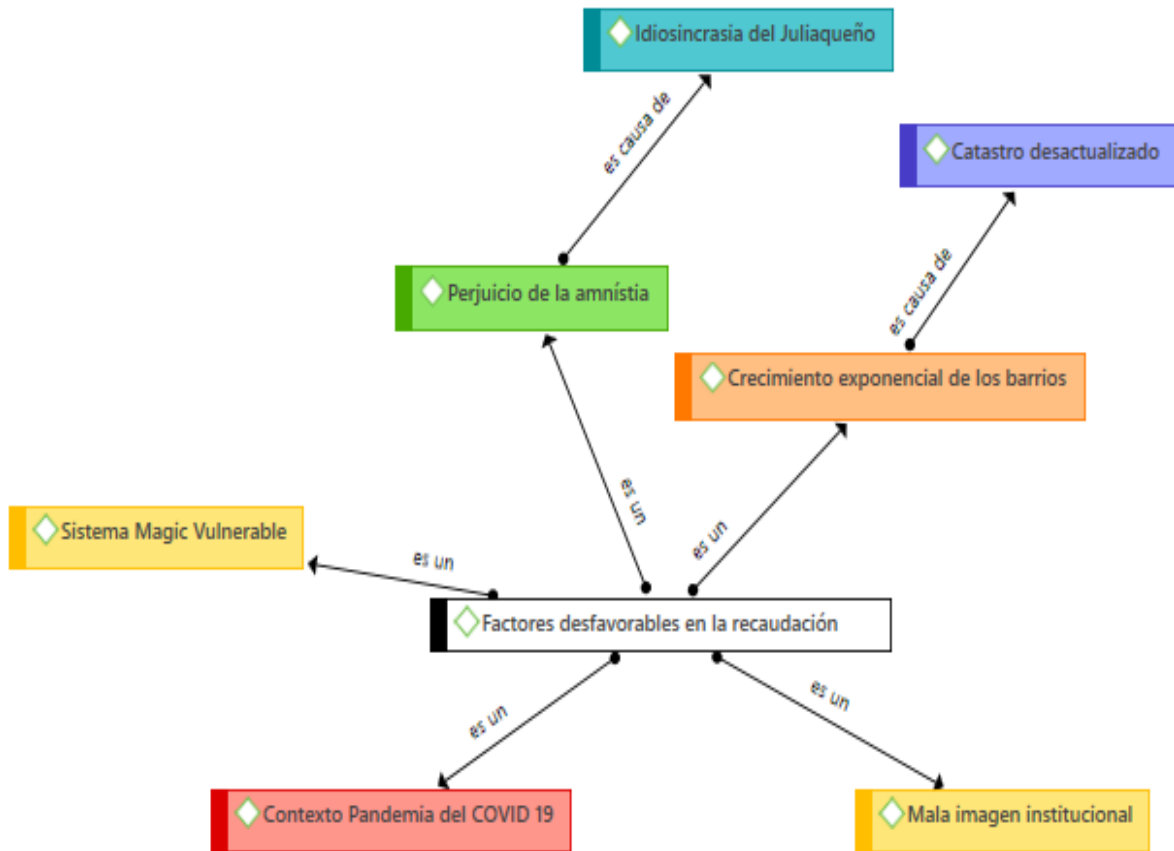 Idiosincrasia del Juliaqueño
es causa de
Catastro desactualizado
Perjuicio de la amnístia
es causa de
Crecimiento exponencial de los barrios
es un
es un
Sistema Magic Vulnerable
es un
Factores desfavorables en la recaudación
es un
es un
Contexto Pandemia del COVID 19
Mala imagen institucional